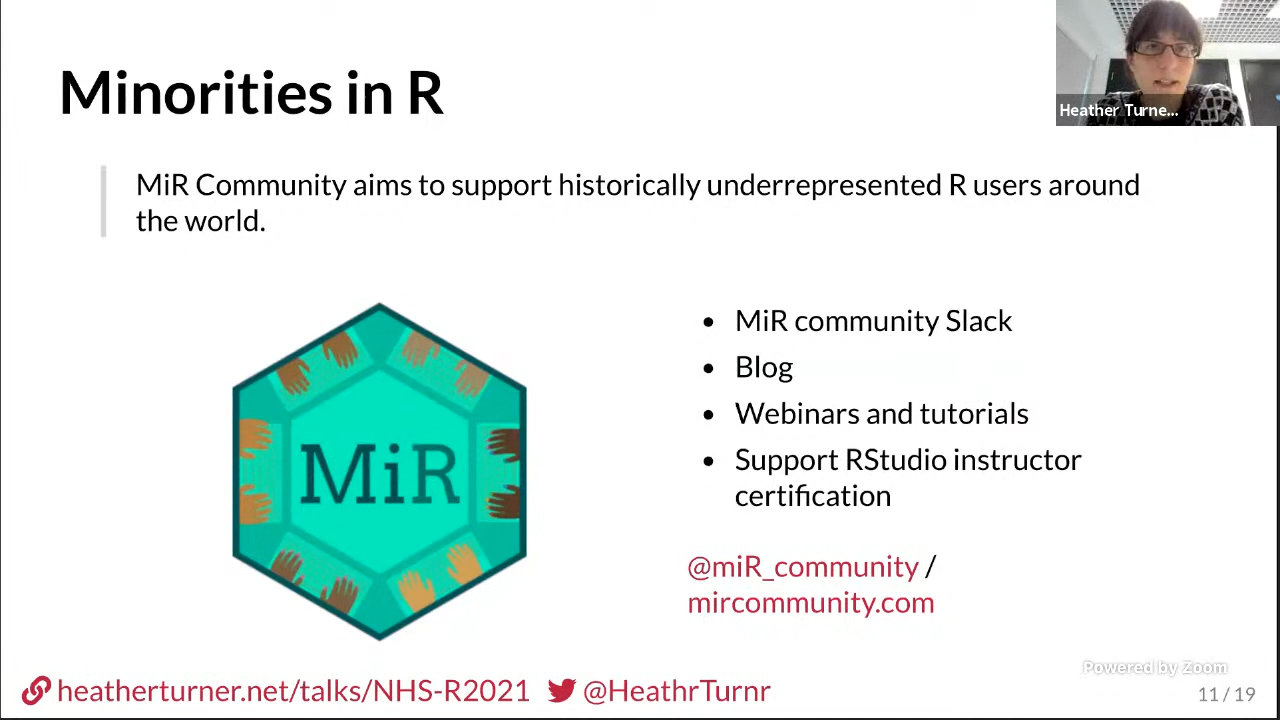 Minorities in R
Heather Turne...
MiR Community aims to support historically underrepresented R users around
the world.
MiR
MiR community Slack
Blog
Webinars and tutorials
Support RStudio instructor
certification
@miR_community /
mircommunity.com
Powered by Zoom
heatherturner.net/talks/NHS-R2021 @HeathrTurnr
11 / 19